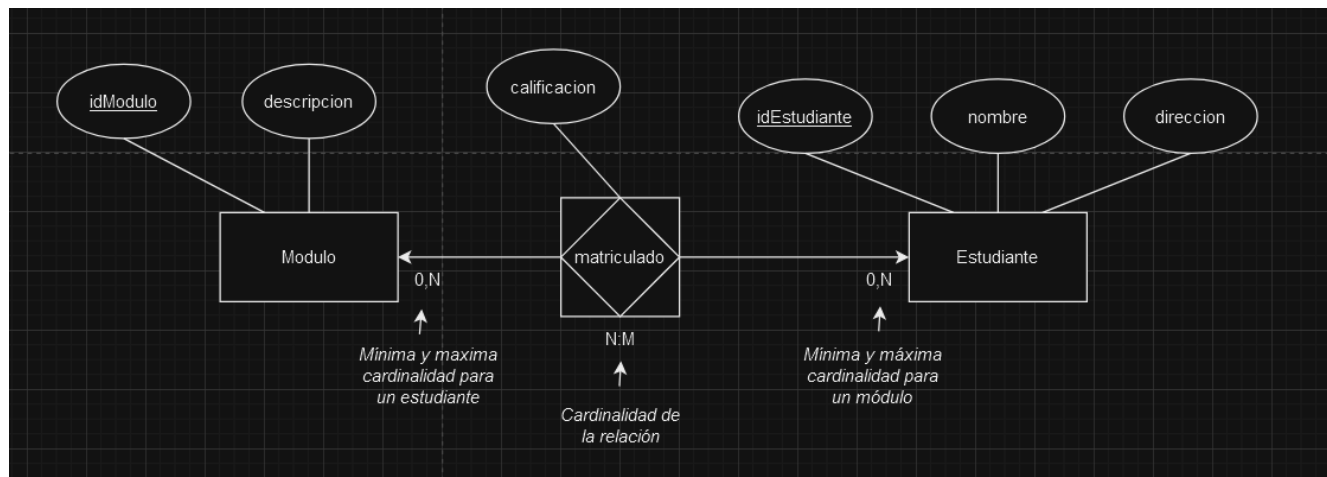 idModulo
descripcion
calificacion
idEstudiante
nombre
direccion
Modulo
matriculado
Estudiante
0,N
0,N
N:M
Mínima y maxima
cardinalidad para
un estudiante
Cardinalidad de
la relación
Mínima y máxima
cardinalidad para
un módulo